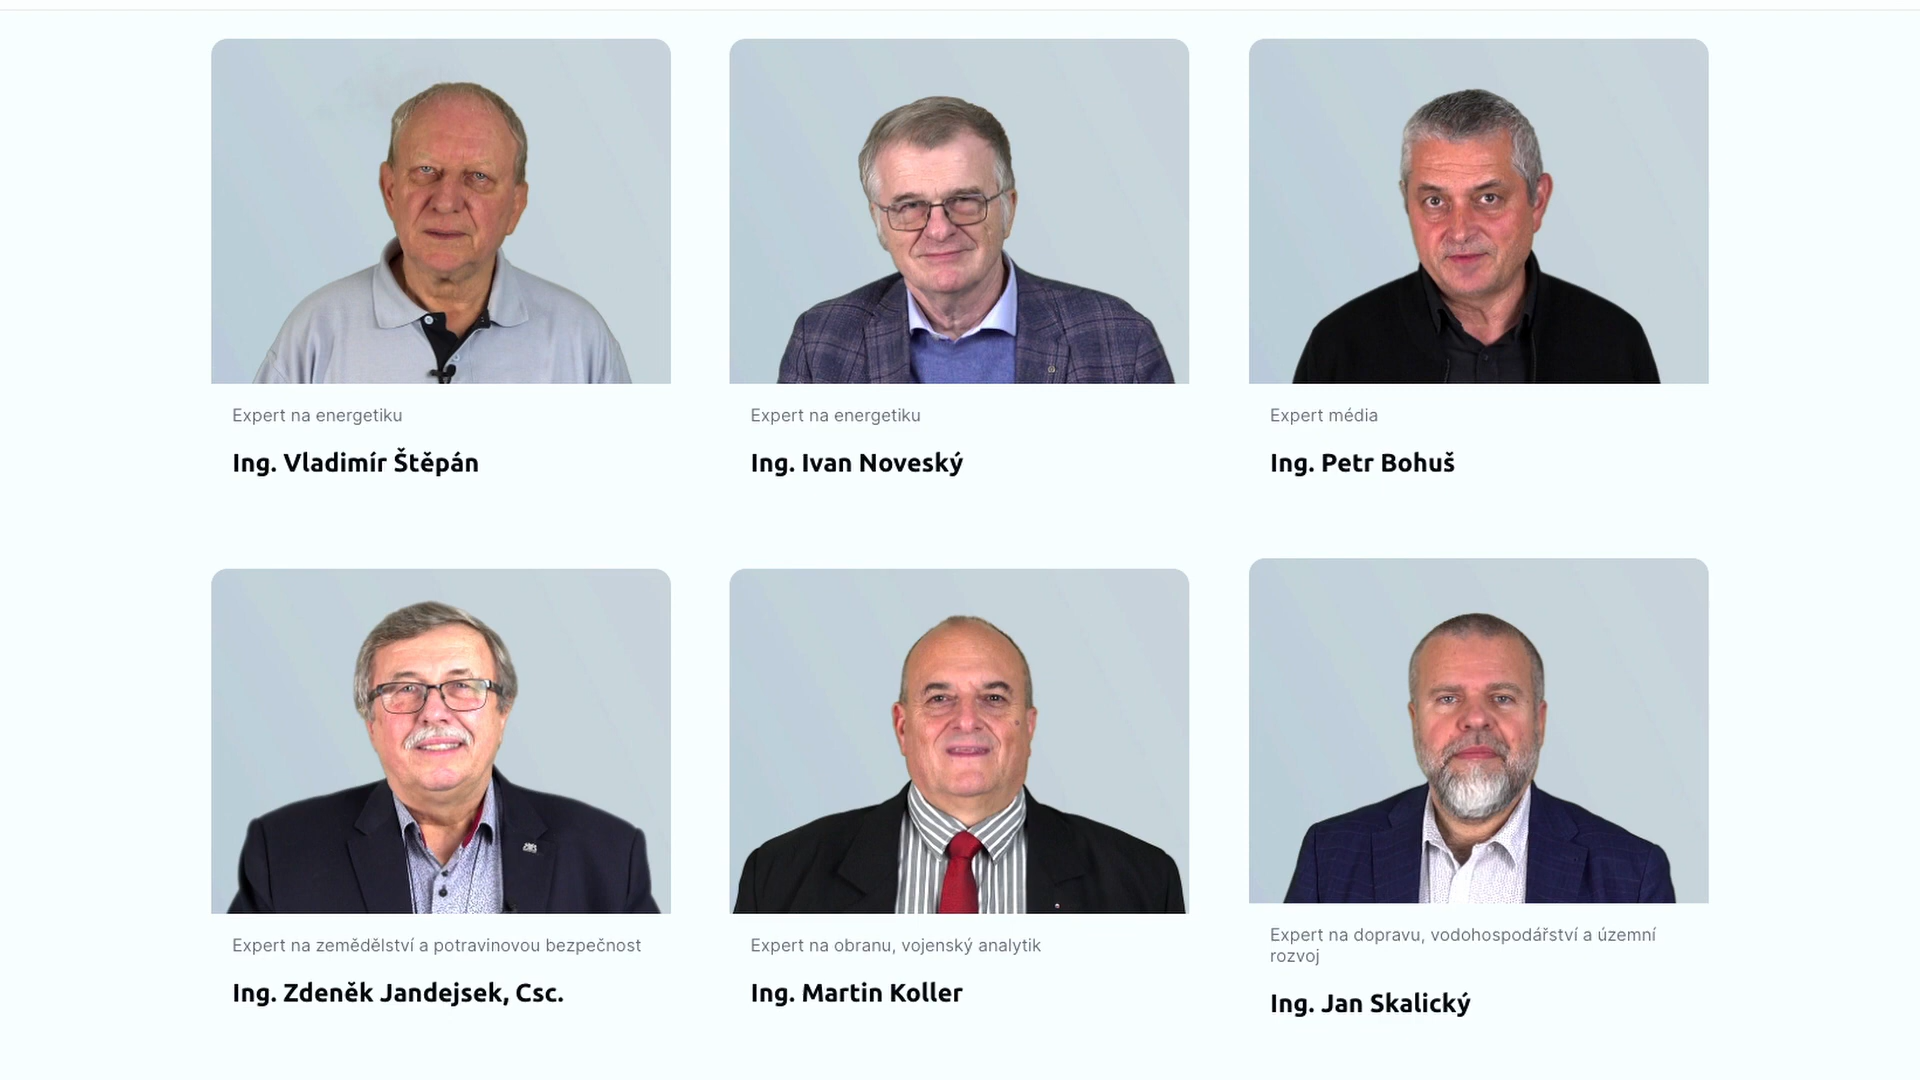 Expert na energetiku
Ing. Vladimír Štěpán
Expert na energetiku
Ing. Ivan Noveský
Expert média
Ing. Petr Bohuš
Expert na zemědělství a potravinovou bezpečnost
Ing. Zdeněk Jandejsek, Csc.
Expert na obranu, vojenský analytik
Ing. Martin Koller
Expert na dopravu, vodohospodářství a územní
rozvoj
Ing. Jan Skalický